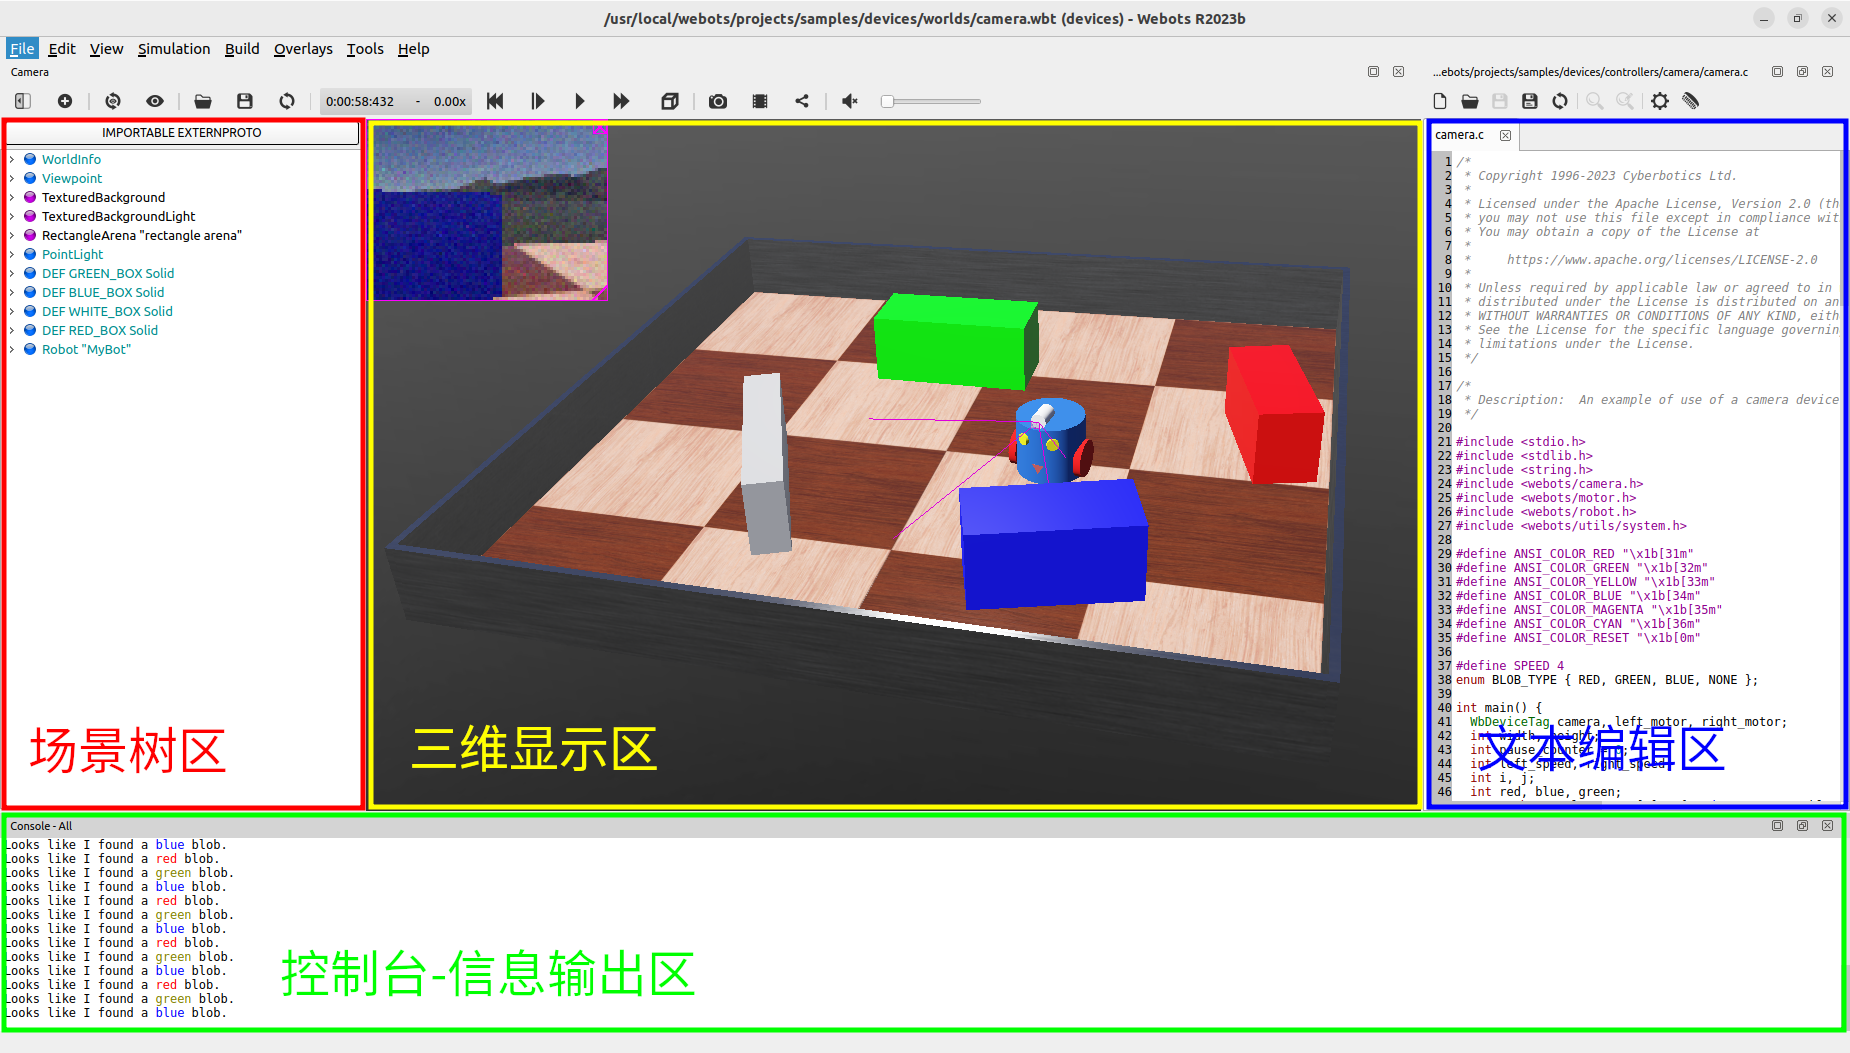 /usr/local/webots/projects/samples/devices/worlds/camera.wbt (devices) - Webots R2023b
File Edit View Simulation Build Overlays Tools Help
Camera
...ebots/projects/samples/devices/controllers/camera/camera.c
0:00:58:432 - 0.00x
IMPORTABLE EXTERNPROTO
WorldInfo
Viewpoint
TexturedBackground
TexturedBackgroundLight
RectangleArena "rectangle arena"
PointLight
DEF GREEN_BOX Solid
DEF BLUE_BOX Solid
DEF WHITE_BOX Solid
DEF RED_BOX Solid
Robot "MyBot"
场景树区
三维显示区
camera.c
1 /*
2 * Copyright 1996-2023 Cyberbotics Ltd.
3 *
4 * Licensed under the Apache License, Version 2.0 (th
5 * you may not use this file except in compliance wit
6 * You may obtain a copy of the License at
7 *
8 * https://www.apache.org/licenses/LICENSE-2.0
9 *
10 * Unless required by applicable law or agreed to in
11 * distributed under the License is distributed on an
12 * WITHOUT WARRANTIES OR CONDITIONS OF ANY KIND, eith
13 * See the License for the specific language governin
14 * limitations under the License.
15 */
16
17 /*
18 * Description: An example of use of a camera device
19 */
20
21 #include <stdio.h>
22 #include <stdlib.h>
23 #include <string.h>
24 #include <webots/camera.h>
25 #include <webots/motor.h>
26 #include <webots/robot.h>
27 #include <webots/utils/system.h>
28
29 #define ANSI_COLOR_RED "\x1b[31m"
30 #define ANSI_COLOR_GREEN "\x1b[32m"
31 #define ANSI_COLOR_YELLOW "\x1b[33m"
32 #define ANSI_COLOR_BLUE "\x1b[34m"
33 #define ANSI_COLOR_MAGENTA "\x1b[35m"
34 #define ANSI_COLOR_CYAN "\x1b[36m"
35 #define ANSI_COLOR_RESET "\x1b[0m"
36
37 #define SPEED 4
38 enum BLOB_TYPE { RED, GREEN, BLUE, NONE };
39
40 int main() {
41 WbDeviceTag camera, left_motor, right_motor;
42 int width, height;
43 int pause_counter
44 int left_speed, right_speed
45 int i, j;
46 int red, blue, green;
文本编辑区
Console - All
Looks like I found a blue blob.
Looks like I found a red blob.
Looks like I found a green blob.
Looks like I found a blue blob.
Looks like I found a red blob.
Looks like I found a green blob.
Looks like I found a blue blob.
Looks like I found a red blob.
Looks like I found a green blob.
Looks like I found a blue blob.
Looks like I found a red blob.
Looks like I found a green blob.
Looks like I found a blue blob.
控制台-信息输出区